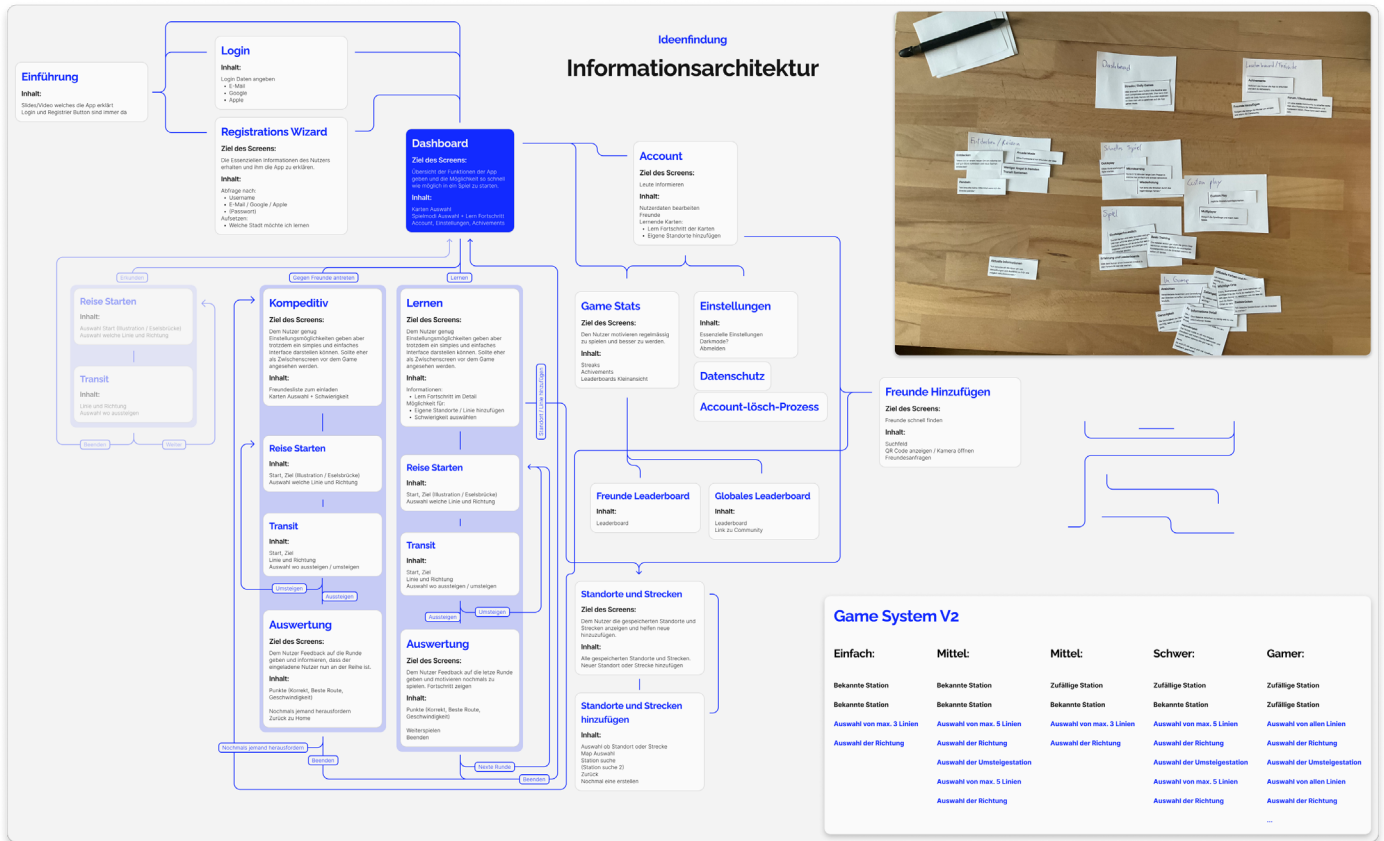 Ideenfindung
Informationsarchitektur
Einführung
Inhalt:
Slides/Video welches die App erklärt
Login und Registrier Button sind immer da
Login
Inhalt:
Login Daten angeben
• E-Mail
• Google
• Apple
Registrations Wizard
Ziel des Screens:
Die Essenziellen Informationen des Nutzers
erhalten und ihm die App zu erklären.
Inhalt:
Abfrage nach:
• Username
• E-Mail / Google / Apple
• (Passwort)
Aufsetzen:
• Welche Stadt möchte ich lernen
Dashboard
Ziel des Screens:
Übersicht der Funktionen der App
geben und die Möglichkeit so schnell
wie möglich in ein Spiel zu starten.
Inhalt:
Karten Auswahl
Spielmodi Auswahl + Lern Fortschritt
Account, Einstellungen, Achivements
Account
Ziel des Screens:
Leute informieren
Inhalt:
Nutzerdaten bearbeiten
Freunde
Lernende Karten:
• Lern Fortschritt der Karten
• Eigene Standorte hinzufügen
Erkunden
Gegen Freunde antreten
Lernen
Reise Starten
Inhalt:
Auswahl Start (Illustration / Eselsbrücke)
Auswahl welche Linie und Richtung
Transit
Inhalt:
Linie und Richtung
Auswahl wo aussteigen
Beenden
Weiter
Kompeditiv
Ziel des Screens:
Dem Nutzer genug
Einstellungsmöglichkeiten geben aber
trotzdem ein simples und einfaches
Interface darstellen können. Sollte eher
als Zwischenscreen vor dem Game
angesehen werden.
Inhalt:
Freundesliste zum einladen
Karten Auswahl + Schwierigkeit
Reise Starten
Inhalt:
Start, Ziel (Illustration / Eselsbrücke)
Auswahl welche Linie und Richtung
Transit
Inhalt:
Start, Ziel
Linie und Richtung
Auswahl wo aussteigen / umsteigen
Umsteigen
Aussteigen
Auswertung
Ziel des Screens:
Dem Nutzer Feedback auf die Runde
geben und informieren, dass der
eingeladene Nutzer nun an der Reihe ist.
Inhalt:
Punkte (Korrekt, Beste Route,
Geschwindigkeit)
Nochmals jemand herausfordern
Zurück zu Home
Nochmals jemand herausfordern
Beenden
Lernen
Ziel des Screens:
Dem Nutzer genug
Einstellungsmöglichkeiten geben aber
trotzdem ein simples und einfaches
Interface darstellen können. Sollte eher
als Zwischenscreen vor dem Game
angesehen werden.
Inhalt:
Informationen:
• Lern Fortschritt im Detail
Möglichkeit für:
• Eigene Standorte / Linie hinzufügen
• Schwierigkeit auswählen
Reise Starten
Inhalt:
Start, Ziel (Illustration / Eselsbrücke)
Auswahl welche Linie und Richtung
Transit
Inhalt:
Start, Ziel
Linie und Richtung
Auswahl wo aussteigen / umsteigen
Aussteigen
Umsteigen
Auswertung
Ziel des Screens:
Dem Nutzer Feedback auf die letze Runde
geben und motivieren nochmals zu
spielen. Fortschritt zeigen
Inhalt:
Punkte (Korrekt, Beste Route,
Geschwindigkeit)
Weiterspielen
Beenden
Nexte Runde
Beenden
Standort / Linie hinzufügen
Game Stats
Ziel des Screens:
Den Nutzer motivieren regelmässig
zu spielen und besser zu werden.
Inhalt:
Streaks
Achivements
Leaderboards Kleinansicht
Einstellungen
Inhalt:
Essenzielle Einstellungen
Darkmode?
Abmelden
Datenschutz
Account-lösch-Prozess
Freunde Leaderboard
Inhalt:
Leaderboard
Globales Leaderboard
Inhalt:
Leaderboard
Link zu Community
Freunde Hinzufügen
Ziel des Screens:
Freunde schnell finden
Inhalt:
Suchfeld
QR Code anzeigen / Kamera öffnen
Freundesanfragen
Standorte und Strecken
Ziel des Screens:
Dem Nutzer die gespeicherten Standorte und
Strecken anzeigen und helfen neue
hinzuzufügen.
Inhalt:
Alle gespeicherten Standorte und Strecken.
Neuer Standort oder Strecke hinzufügen
Standorte und Strecken
hinzufügen
Inhalt:
Auswahl ob Standort oder Strecke
Map Auswahl
Station suche
(Station suche 2)
Zurück
Nochmal eine erstellen
Dashboard
Game System V2
Einfach:
Bekannte Station
Bekannte Station
Auswahl von max. 3 Linien
Auswahl der Richtung
Mittel:
Bekannte Station
Bekannte Station
Auswahl von max. 5 Linien
Auswahl der Richtung
Auswahl der Umsteigestation
Auswahl von max. 5 Linien
Auswahl der Richtung
Mittel:
Zufällige Station
Bekannte Station
Auswahl von max. 3 Linien
Auswahl der Richtung
Schwer:
Zufällige Station
Bekannte Station
Auswahl von max. 5 Linien
Auswahl der Richtung
Auswahl der Umsteigestation
Auswahl von max. 5 Linien
Auswahl der Richtung
Gamer:
Zufällige Station
Zufällige Station
Auswahl von allen Linien
Auswahl der Richtung
Auswahl der Umsteigestation
Auswahl von allen Linien
Auswahl der Richtung
...